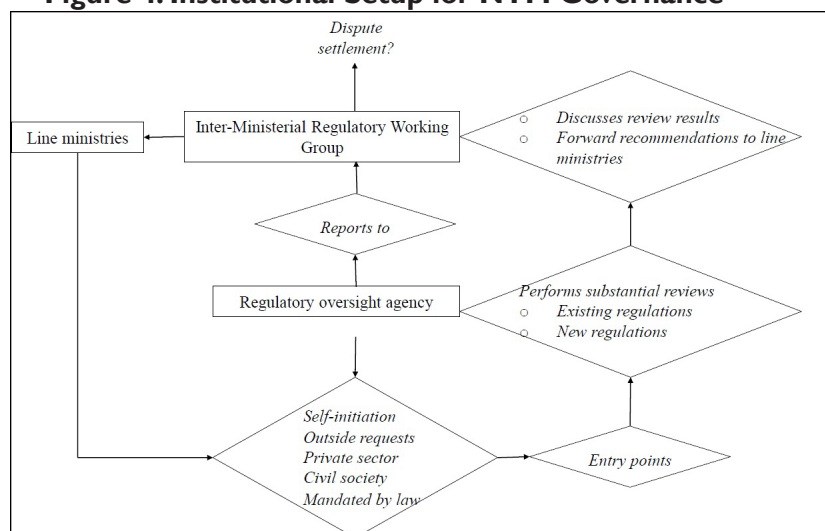 Figure 4. Institutional Setup for NTM Governance
Dispute
settlement?
Line ministries
Inter-Ministerial Regulatory Working
Group
Discusses review results
Forward recommendations to line
ministries
Reports to
Regulatory oversight agency
Performs substantial reviews
Existing regulations
New regulations
Self-initiation
Outside requests
Private sector
Civil society
Mandated by law
Entry points